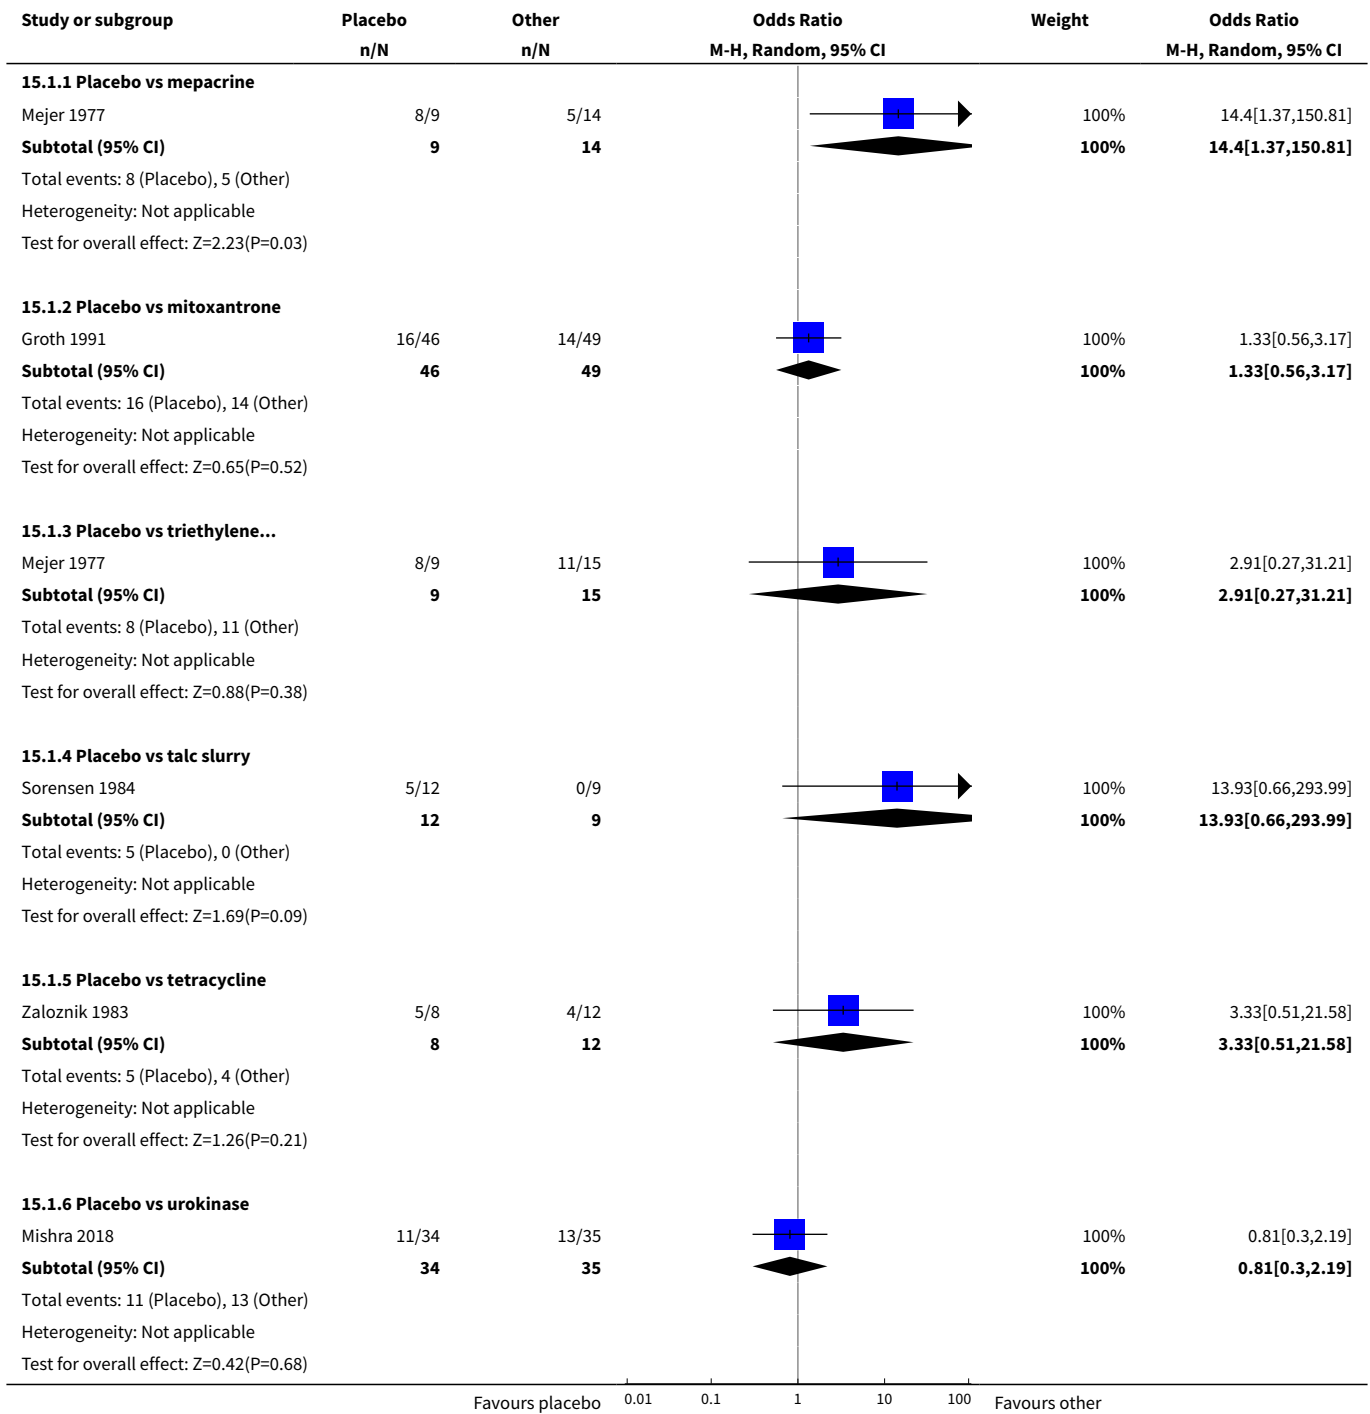 Study or subgroup Placebo Other Odds Ratio Weight Odds Ratio
n/N n/N M-H, Random, 95% CI M-H, Random, 95% CI
15.1.1 Placebo vs mepacrine
Mejer 1977 8/9 5/14 100% 14.4[1.37,150.81]
Subtotal (95% CI) 9 14 100% 14.4[1.37,150.81]
Total events: 8 (Placebo), 5 (Other)
Heterogeneity: Not applicable
Test for overall effect: Z=2.23(P=0.03)
15.1.2 Placebo vs mitoxantrone
Groth 1991 16/46 14/49 100% 1.33[0.56,3.17]
Subtotal (95% CI) 46 49 100% 1.33[0.56,3.17]
Total events: 16 (Placebo), 14 (Other)
Heterogeneity: Not applicable
Test for overall effect: Z=0.65(P=0.52)
15.1.3 Placebo vs triethylene...
Mejer 1977 8/9 11/15 100% 2.91[0.27,31.21]
Subtotal (95% CI) 9 15 100% 2.91[0.27,31.21]
Total events: 8 (Placebo), 11 (Other)
Heterogeneity: Not applicable
Test for overall effect: Z=0.88(P=0.38)
15.1.4 Placebo vs talc slurry
Sorensen 1984 5/12 0/9 100% 13.93[0.66,293.99]
Subtotal (95% CI) 12 9 100% 13.93[0.66,293.99]
Total events: 5 (Placebo), 0 (Other)
Heterogeneity: Not applicable
Test for overall effect: Z=1.69(P=0.09)
15.1.5 Placebo vs tetracycline
Zaloznik 1983 5/8 4/12 100% 3.33[0.51,21.58]
Subtotal (95% CI) 8 12 100% 3.33[0.51,21.58]
Total events: 5 (Placebo), 4 (Other)
Heterogeneity: Not applicable
Test for overall effect: Z=1.26(P=0.21)
15.1.6 Placebo vs urokinase
Mishra 2018 11/34 13/35 100% 0.81[0.3,2.19]
Subtotal (95% CI) 34 35 100% 0.81[0.3,2.19]
Total events: 11 (Placebo), 13 (Other)
Heterogeneity: Not applicable
Test for overall effect: Z=0.42(P=0.68)
Favours placebo 0.01 0.1 1 10 100 Favours other